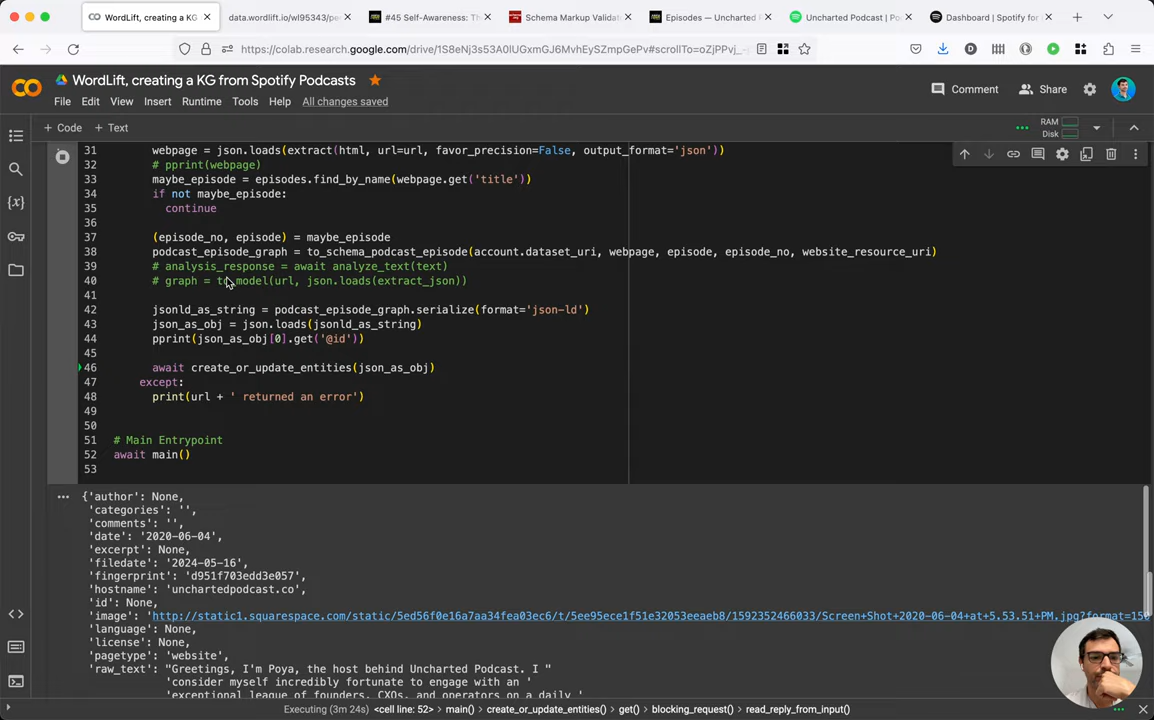 WordLift, creating a KG
data.wordlift.io/wl95343/pe
#45 Self-Awareness: Th
Schema Markup Validat
Episodes — Uncharted P
Uncharted Podcast | Po
Dashboard | Spotify for
https://colab.research.google.com/drive/1S8eNj3s53A0lUGxmGJ6MvhEySZmpGePv#scrollTo=oZjPPvj_-
WordLift, creating a KG from Spotify Podcasts
File Edit View Insert Runtime Tools Help All changes saved
Comment Share
+ Code + Text
RAM
Disk
31 webpage = json.loads(extract(html, url=url, favor_precision=False, output_format='json'))
32 # pprint(webpage)
33 maybe_episode = episodes.find_by_name(webpage.get('title'))
34 if not maybe_episode:
35 continue
36
37 (episode_no, episode) = maybe_episode
38 podcast_episode_graph = to_schema_podcast_episode(account.dataset_uri, webpage, episode, episode_no, website_resource_uri)
39 # analysis_response = await analyze_text(text)
40 # graph = to_model(url, json.loads(extract_json))
41
42 jsonld_as_string = podcast_episode_graph.serialize(format='json-ld')
43 json_as_obj = json.loads(jsonld_as_string)
44 pprint(json_as_obj[0].get('@id'))
45
46 await create_or_update_entities(json_as_obj)
47 except:
48 print(url + ' returned an error')
49
50
51 # Main Entrypoint
52 await main()
53
{'author': None,
'categories': '',
'comments': '',
'date': '2020-06-04',
'excerpt': None,
'filedate': '2024-05-16',
'fingerprint': 'd951f703edd3e057',
'hostname': 'unchartedpodcast.co',
'id': None,
'image': 'http://static1.squarespace.com/static/5ed56f0e16a7aa34fea03ec6/t/5ee95ece1f51e32053eeaeb8/1592352466033/Screen+Shot+2020-06-04+at+5.53.51+PM.jpg?format=150
'language': None,
'license': None,
'pagetype': 'website',
'raw_text': "Greetings, I'm Poya, the host behind Uncharted Podcast. I "
'consider myself incredibly fortunate to engage with an '
'exceptional league of founders, CXOs, and operators on a daily '
Executing (3m 24s) <cell line: 52> > main() > create_or_update_entities() > get() > blocking_request() > read_reply_from_input()